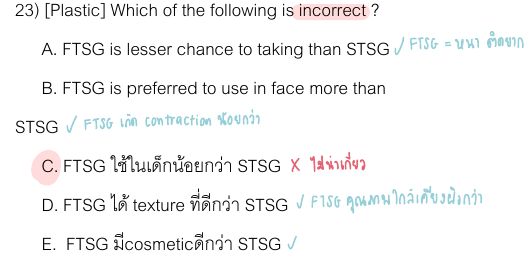 23) [Plastic] Which of the following is incorrect ?
A. FTSG is lesser chance to taking than STSG ✓ FTSG = หนา ติดยาก
B. FTSG is preferred to use in face more than
STSG ✓ FTSG เกิด contraction น้อยกว่า
C. FTSG ใช้ในเด็กน้อยกว่า STSG × ไม่น่าเกี่ยว
D. FTSG ได้ texture ที่ดีกว่า STSG ✓ FTSG คุณภาพใกล้เคียงผิวกว่า
E. FTSG มีcosmeticดีกว่า STSG ✓